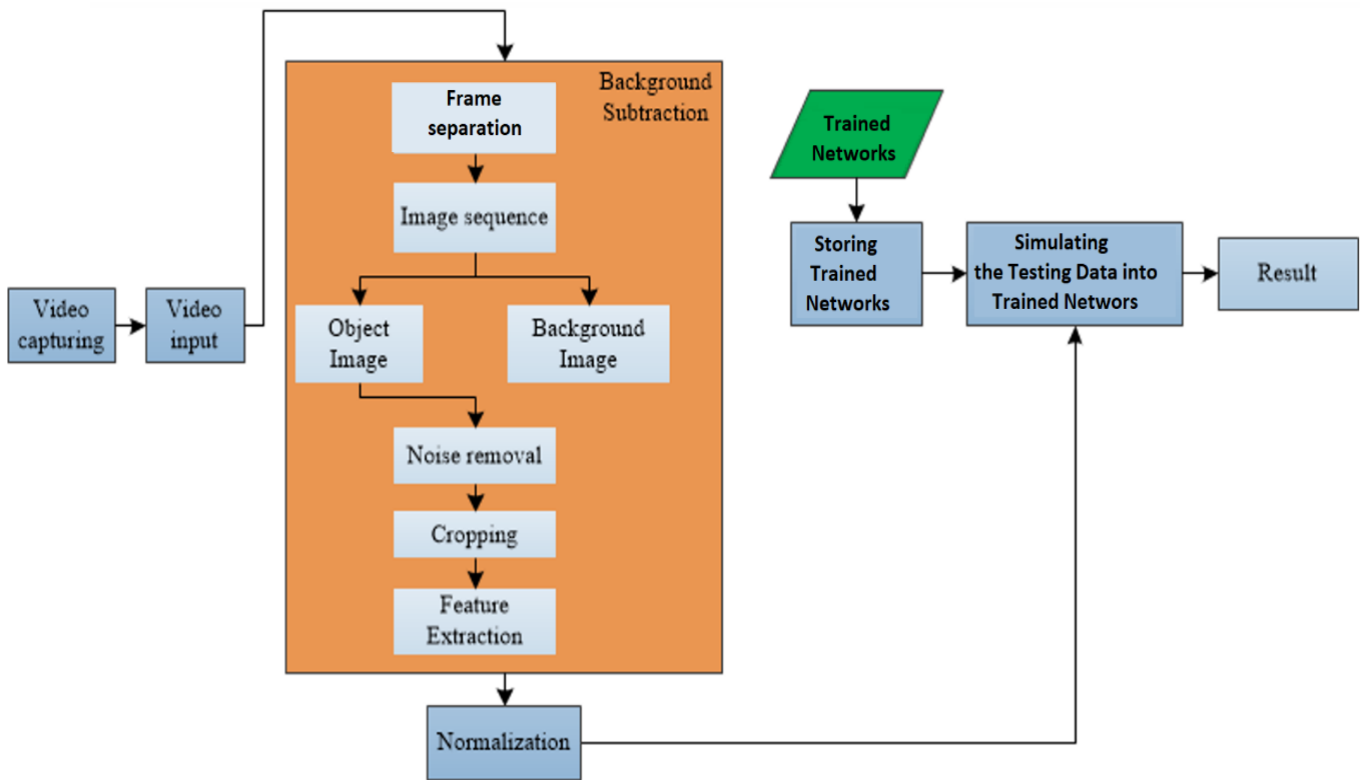 Video
capturing
Video
input
Background
Subtraction
Frame
separation
Image sequence
Object
Image
Background
Image
Noise removal
Cropping
Feature
Extraction
Normalization
Trained
Networks
Storing
Trained
Networks
Simulating
the Testing Data into
Trained Networs
Result